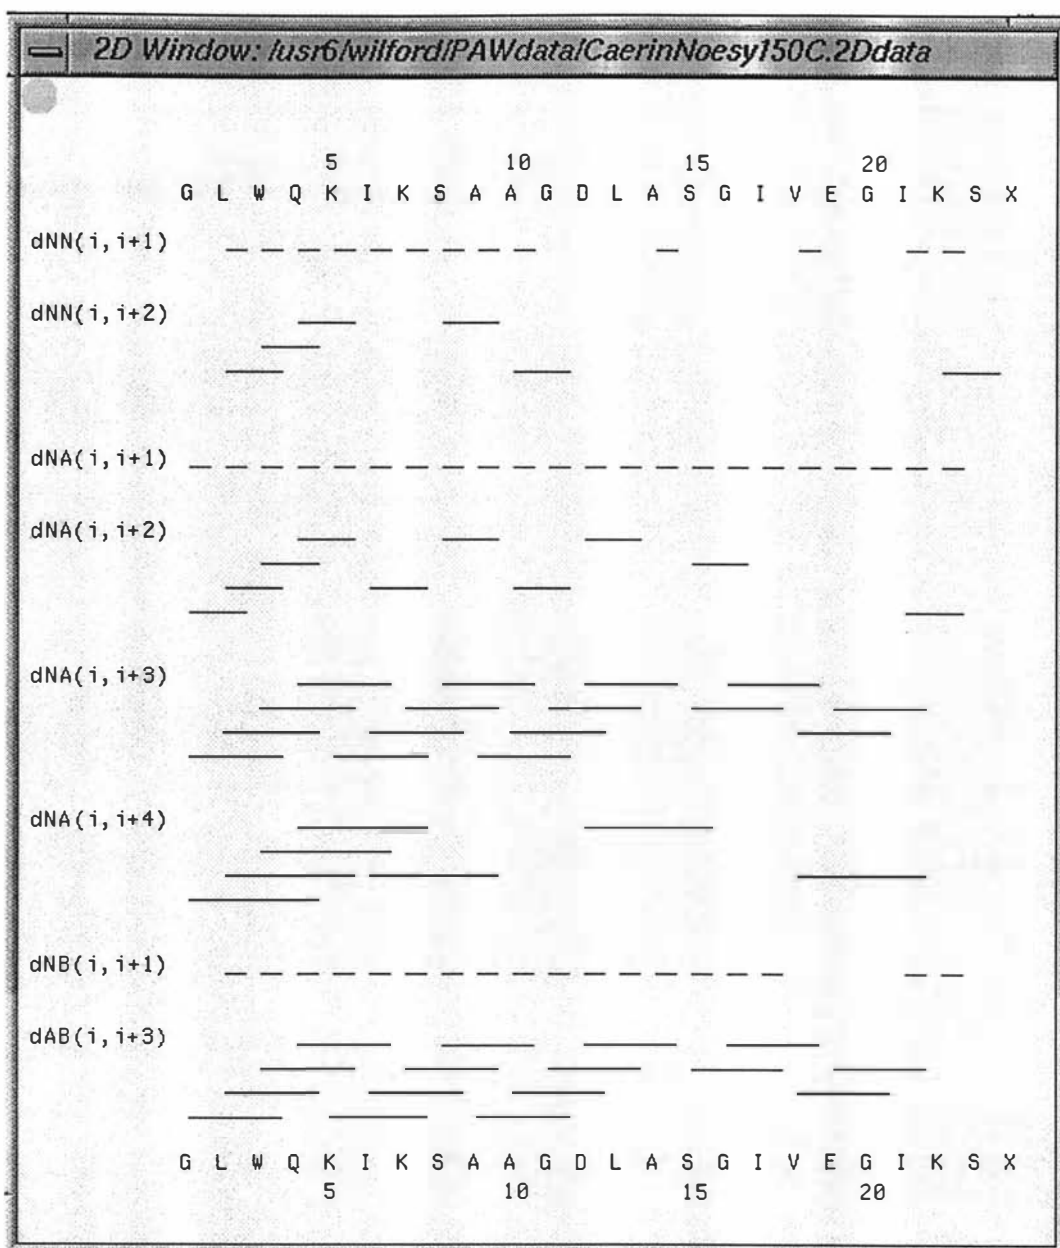 2D Window: /usr6/wilford/PAWdata/CaerinNoesy150C.2Ddata
5 10 15 20
G L W Q K I K S A A G D L A S G I V E G I K S X
dNN(i,i+1)
dNN(i,i+2)
dNA(i,i+1)
dNA(i,i+2)
dNA(i,i+3)
dNA(i,i+4)
dNB(i,i+1)
dAB(i,i+3)
G L W Q K I K S A A G D L A S G I V E G I K S X
5 10 15 20